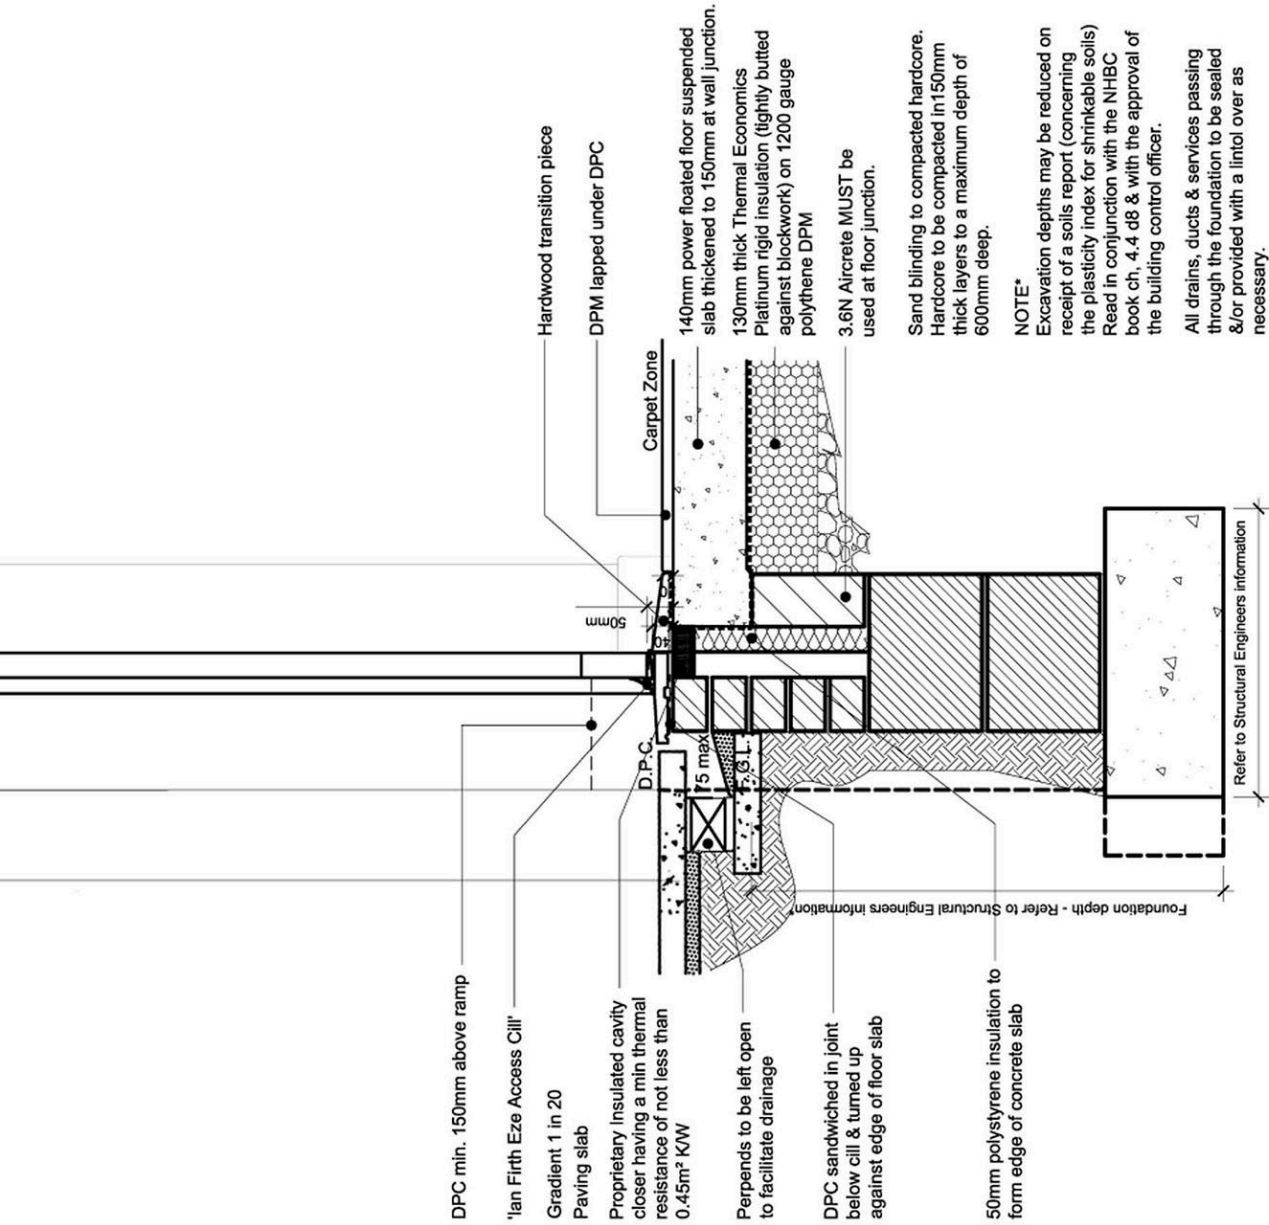 Hardwood transition piece
DPM lapped under DPC
Carpet Zone
140mm power floated floor suspended
slab thickened to 150mm at wall junction.
130mm thick Thermal Economics
Platinum rigid insulation (tightly butted
against blockwork) on 1200 gauge
polythene DPM
3.6N Aircrete MUST be
used at floor junction.
Sand blinding to compacted hardcore.
Hardcore to be compacted in150mm
thick layers to a maximum depth of
600mm deep.
NOTE*
Excavation depths may be reduced on
receipt of a soils report (concerning
the plasticity index for shrinkable soils)
Read in conjunction with the NHBC
book ch, 4.4 d8 & with the approval of
the building control officer.
All drains, ducts & services passing
through the foundation to be sealed
&/or provided with a lintol over as
necessary.
50mm
40
D.P.C.
75 max
G.L.
Refer to Structural Engineers information
Foundation depth - Refer to Structural Engineers information*
DPC min. 150mm above ramp
'Ian Firth Eze Access Cill'
Gradient 1 in 20
Paving slab
Proprietary Insulated cavity
closer having a min thermal
resistance of not less than
0.45m² K/W
Perpends to be left open
to facilitate drainage
DPC sandwiched in joint
below cill & turned up
against edge of floor slab
50mm polystyrene insulation to
form edge of concrete slab